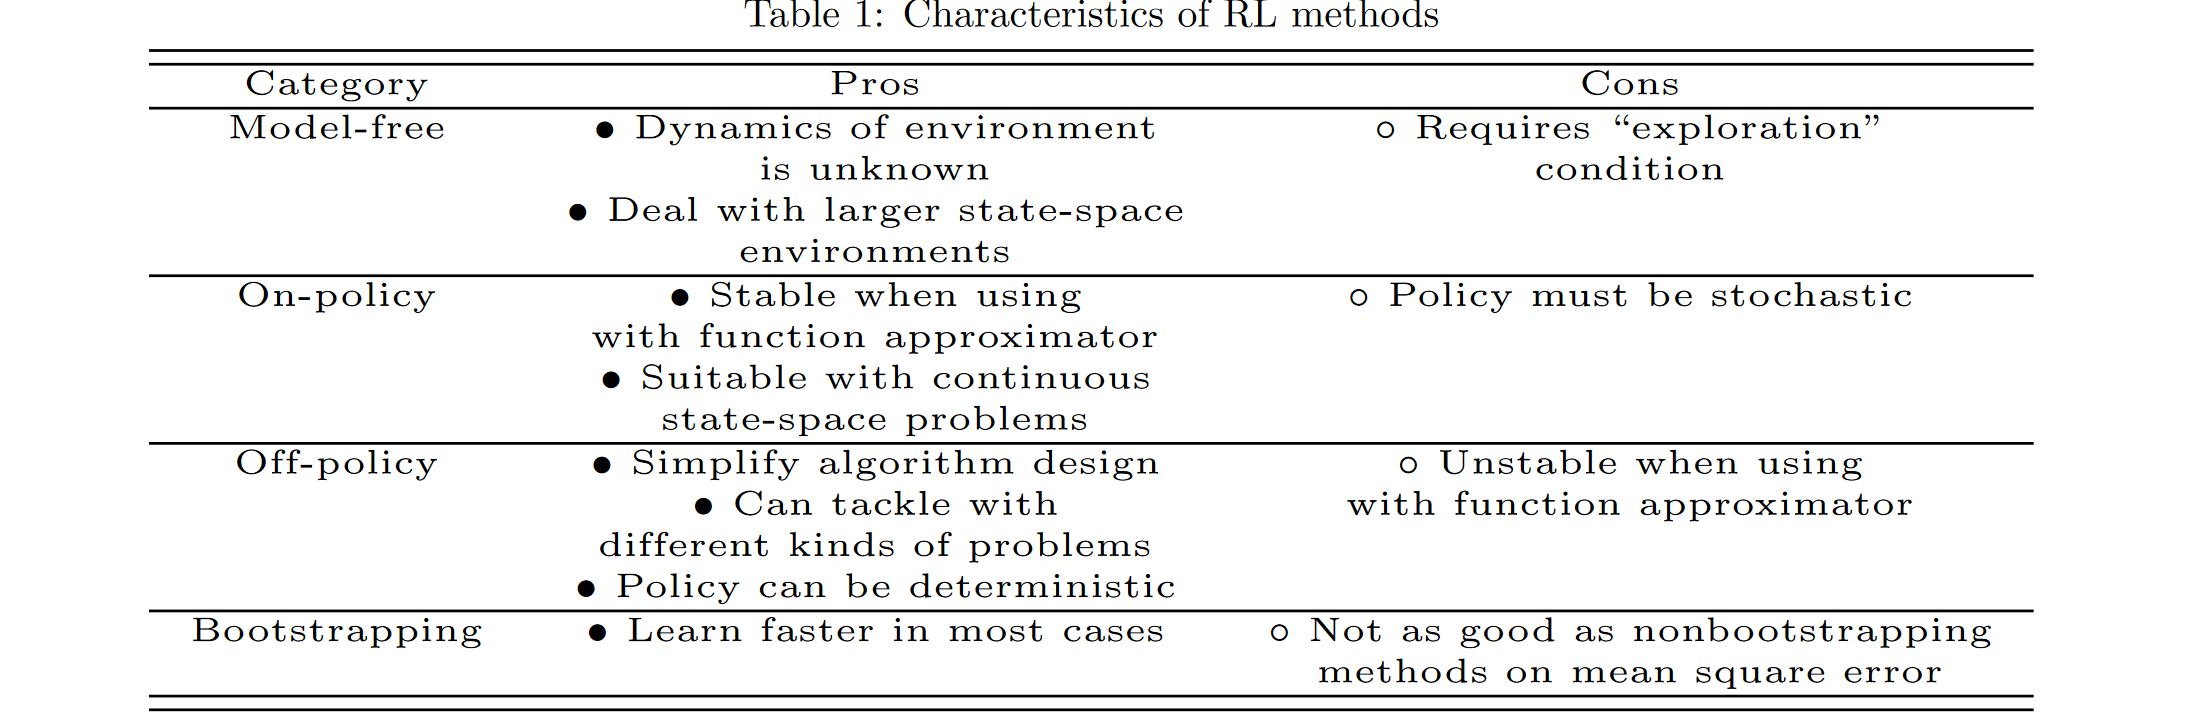 Table 1: Characteristics of RL methods
Category Pros Cons
Model-free ● Dynamics of environment ○ Requires “exploration”
is unknown condition
● Deal with larger state-space
environments
On-policy ● Stable when using ○ Policy must be stochastic
with function approximator
● Suitable with continuous
state-space problems
Off-policy ● Simplify algorithm design ○ Unstable when using
● Can tackle with with function approximator
different kinds of problems
● Policy can be deterministic
Bootstrapping ● Learn faster in most cases ○ Not as good as nonbootstrapping
methods on mean square error